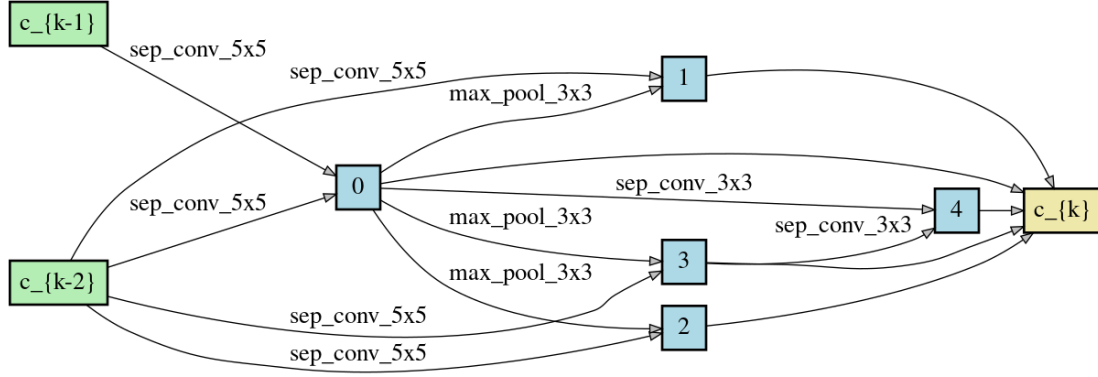 c_{k-1}
sep_conv_5x5
sep_conv_5x5
1
max_pool_3x3
0
sep_conv_3x3
sep_conv_5x5
4
c_{k}
max_pool_3x3
sep_conv_3x3
3
c_{k-2}
max_pool_3x3
sep_conv_5x5
2
sep_conv_5x5